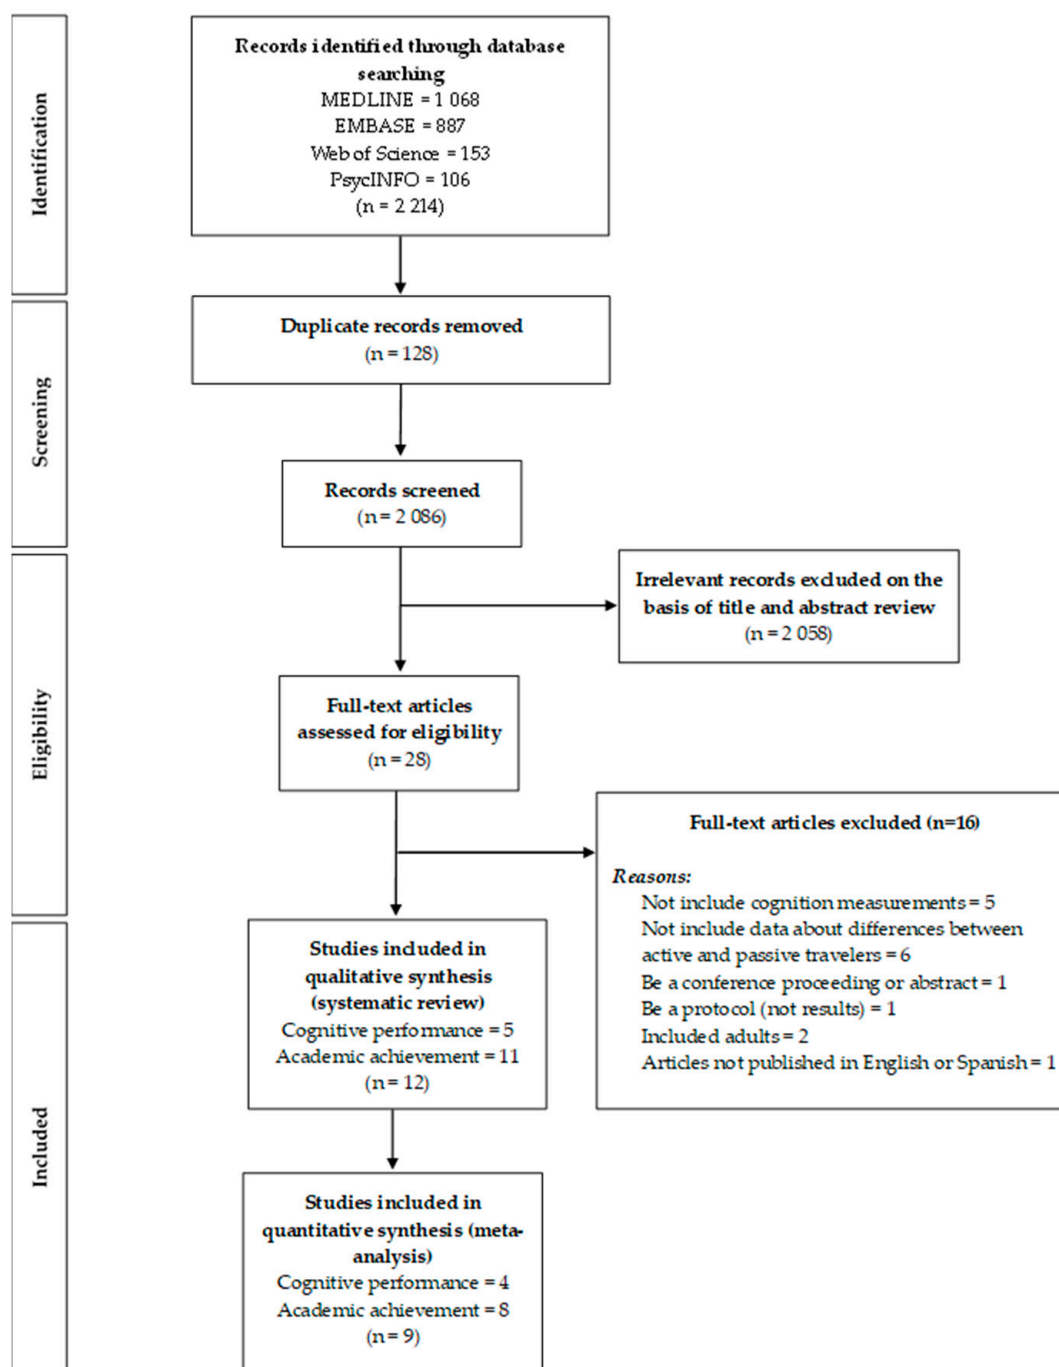 Identification
Records identified through database
searching
MEDLINE = 1 068
EMBASE = 887
Web of Science = 153
PsycINFO = 106
(n = 2 214)
Screening
Duplicate records removed
(n = 128)
Records screened
(n = 2 086)
Eligibility
Irrelevant records excluded on the
basis of title and abstract review
(n = 2 058)
Full-text articles
assessed for eligibility
(n = 28)
Full-text articles excluded (n=16)
Reasons:
Not include cognition measurements = 5
Not include data about differences between
active and passive travelers = 6
Be a conference proceeding or abstract = 1
Be a protocol (not results) = 1
Included adults = 2
Articles not published in English or Spanish = 1
Included
Studies included in
qualitative synthesis
(systematic review)
Cognitive performance = 5
Academic achievement = 11
(n = 12)
Studies included in
quantitative synthesis (meta-
analysis)
Cognitive performance = 4
Academic achievement = 8
(n = 9)